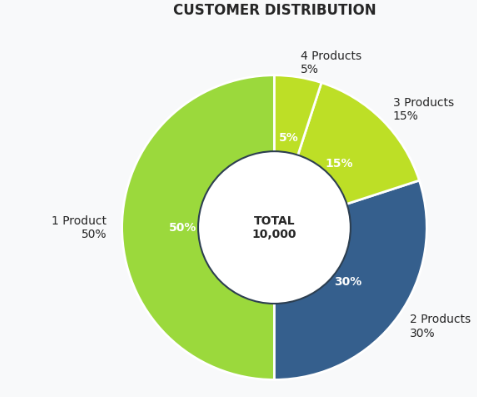 CUSTOMER DISTRIBUTION
4 Products
5%
3 Products
15%
5%
15%
1 Product
50%
50%
TOTAL
10,000
30%
2 Products
30%